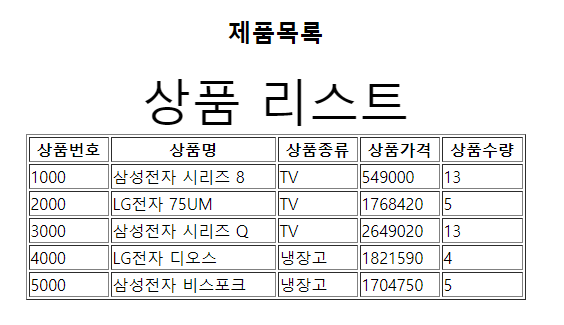 제품목록
상품 리스트
상품번호 상품명 상품종류 상품가격 상품수량
1000 삼성전자 시리즈 8 TV 549000 13
2000 LG전자 75UM TV 1768420 5
3000 삼성전자 시리즈 Q TV 2649020 13
4000 LG전자 디오스 냉장고 1821590 4
5000 삼성전자 비스포크 냉장고 1704750 5